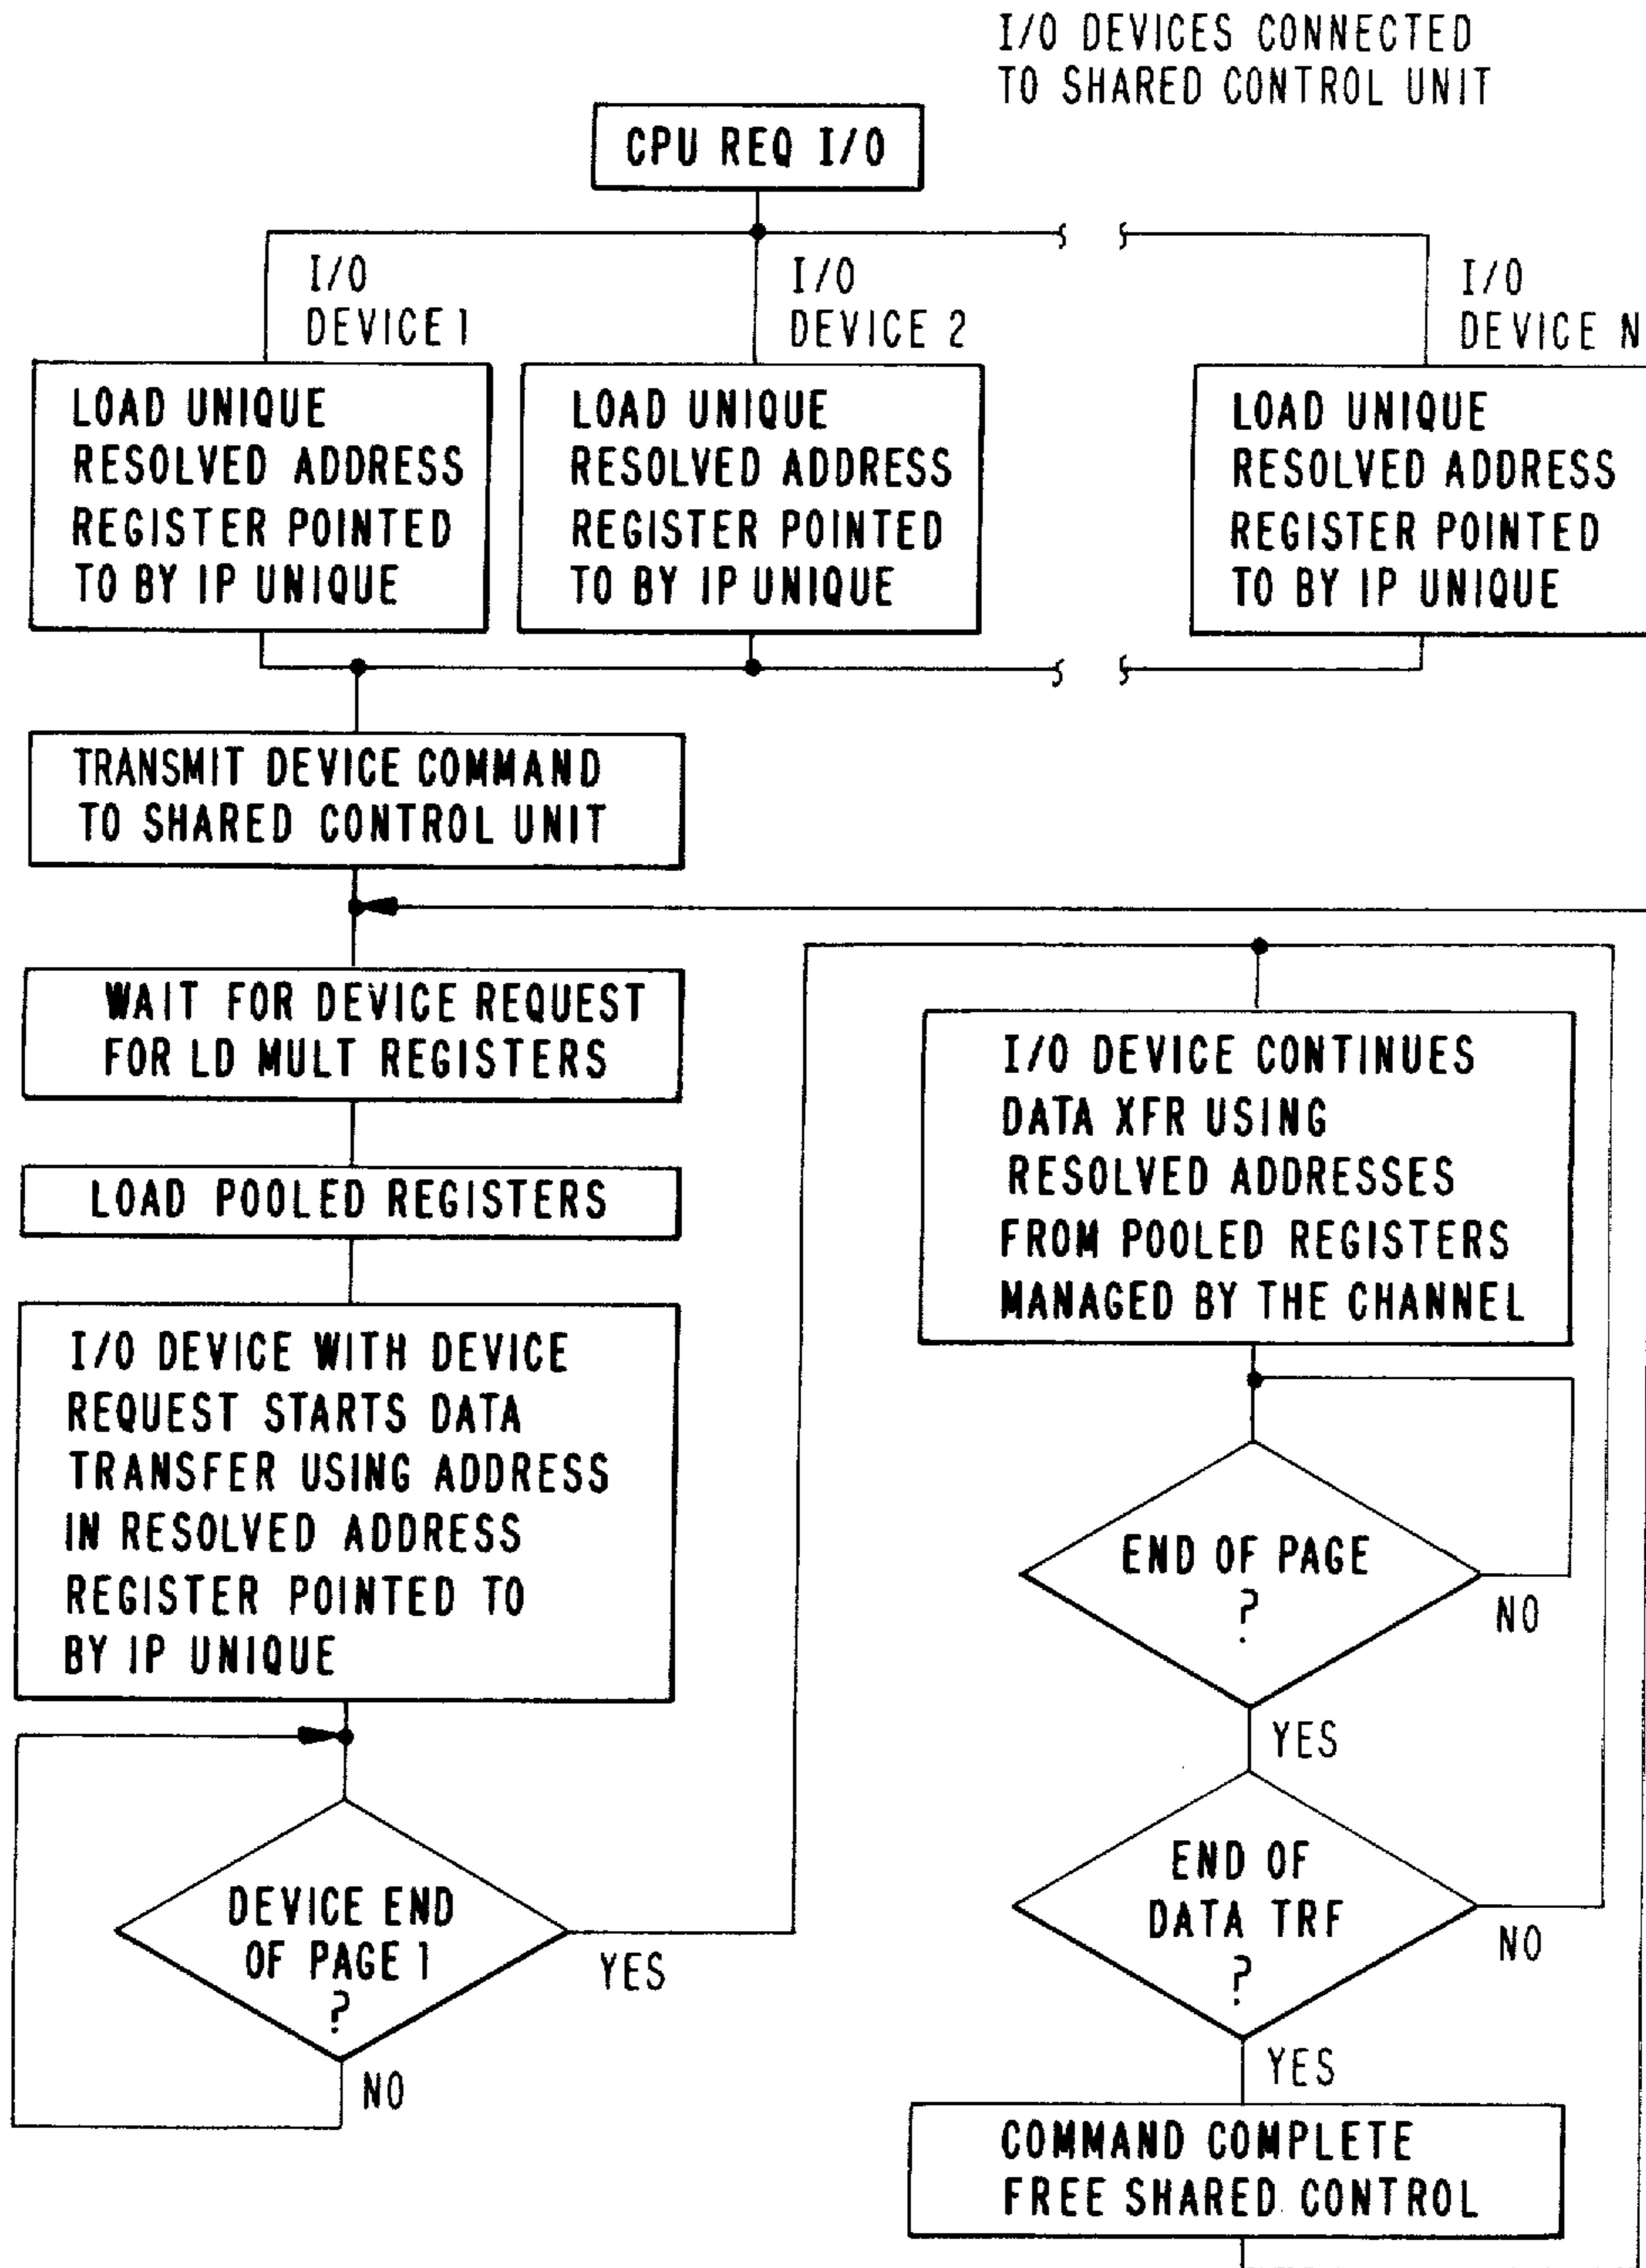 I/O DEVICES CONNECTED
TO SHARED CONTROL UNIT
CPU REQ I/O
I/O
DEVICE 1
I/O
DEVICE 2
I/O
DEVICE N
LOAD UNIQUE
RESOLVED ADDRESS
REGISTER POINTED
TO BY IP UNIQUE
LOAD UNIQUE
RESOLVED ADDRESS
REGISTER POINTED
TO BY IP UNIQUE
LOAD UNIQUE
RESOLVED ADDRESS
REGISTER POINTED
TO BY IP UNIQUE
TRANSMIT DEVICE COMMAND
TO SHARED CONTROL UNIT
WAIT FOR DEVICE REQUEST
FOR LD MULT REGISTERS
LOAD POOLED REGISTERS
I/O DEVICE WITH DEVICE
REQUEST STARTS DATA
TRANSFER USING ADDRESS
IN RESOLVED ADDRESS
REGISTER POINTED TO
BY IP UNIQUE
DEVICE END
OF PAGE 1
?
YES
NO
I/O DEVICE CONTINUES
DATA XFR USING
RESOLVED ADDRESSES
FROM POOLED REGISTERS
MANAGED BY THE CHANNEL
END OF PAGE
?
NO
YES
END OF
DATA TRF
?
NO
YES
COMMAND COMPLETE
FREE SHARED CONTROL